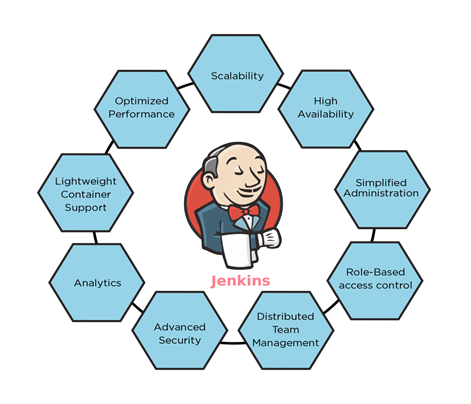 Scalability
High
Availability
Simplified
Administration
Role-Based
access control
Distributed
Team
Management
Advanced
Security
Analytics
Lightweight
Container
Support
Optimized
Performance
Jenkins